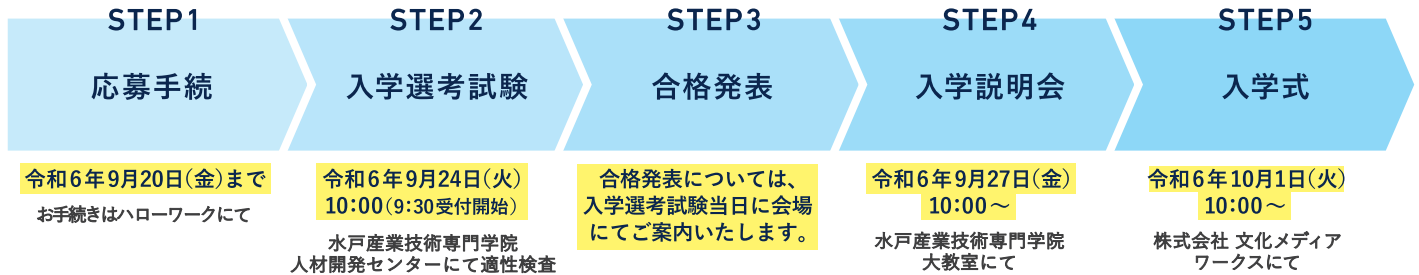 STEP1
応募手続
令和6年9月20日(金)まで
お手続きはハローワークにて
STEP2
入学選考試験
令和6年9月24日(火)
10:00(9:30受付開始)
水戸産業技術専門学院
人材開発センターにて適性検査
STEP3
合格発表
合格発表については、
入学選考試験当日に会場
にてご案内いたします。
STEP4
入学説明会
令和6年9月27日(金)
10:00～
水戸産業技術専門学院
大教室にて
STEP5
入学式
令和6年10月1日(火)
10:00～
株式会社 文化メディア
ワークスにて